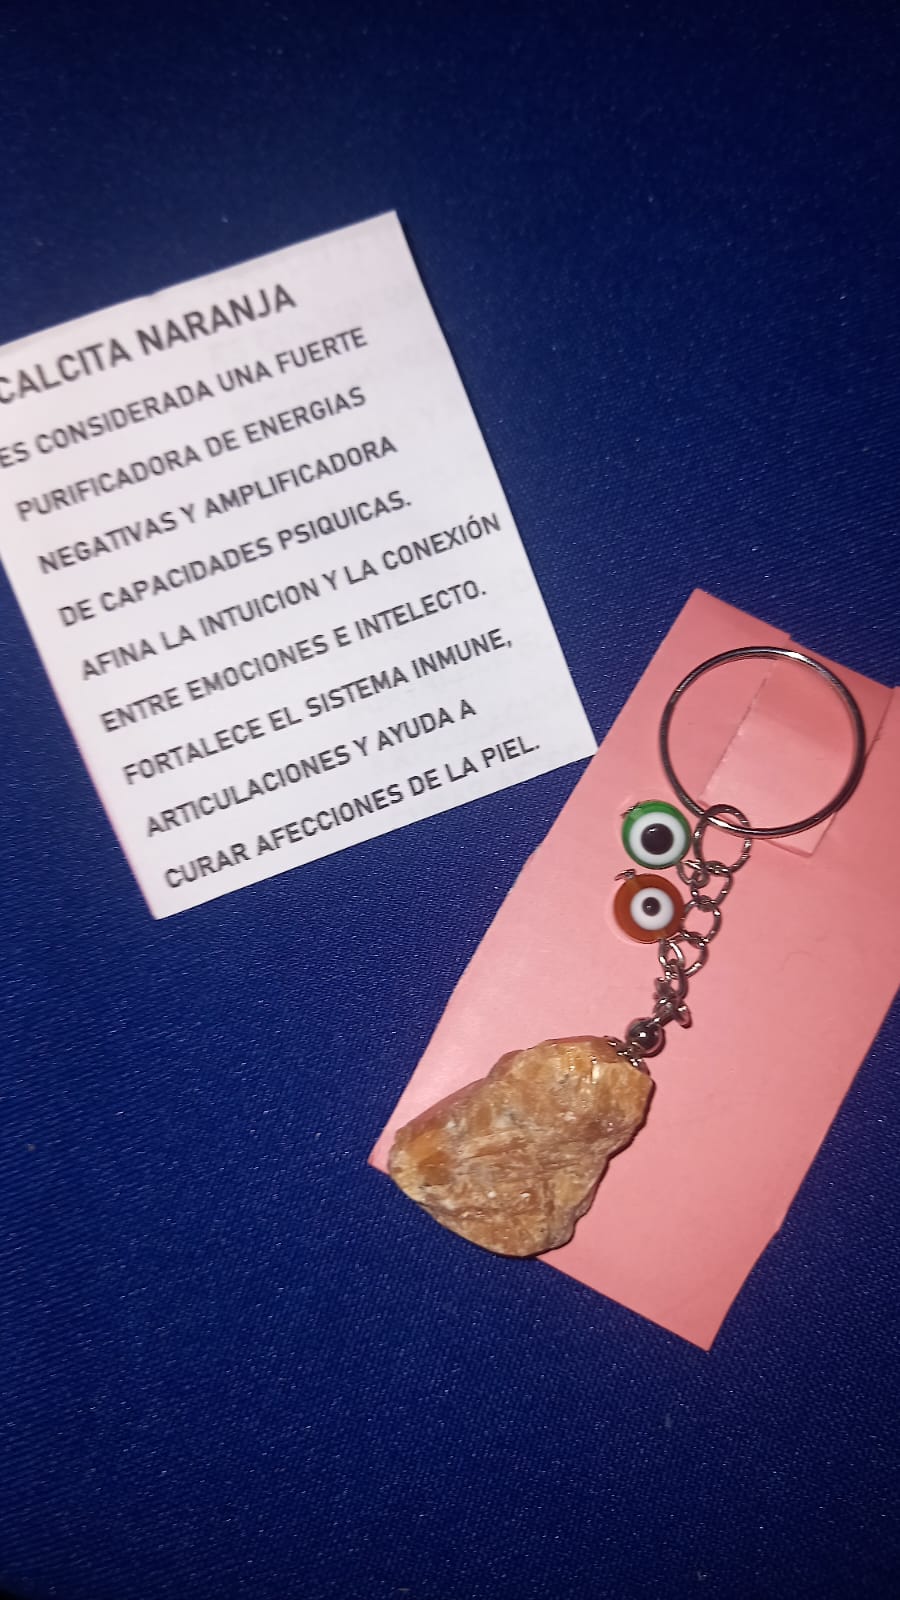 CALCITA NARANJA
ES CONSIDERADA UNA FUERTE
PURIFICADORA DE ENERGIAS
NEGATIVAS Y AMPLIFICADORA
DE CAPACIDADES PSIQUICAS.
AFINA LA INTUICION Y LA CONEXIÓN
ENTRE EMOCIONES E INTELECTO.
FORTALECE EL SISTEMA INMUNE,
ARTICULACIONES Y AYUDA A
CURAR AFECCIONES DE LA PIEL.